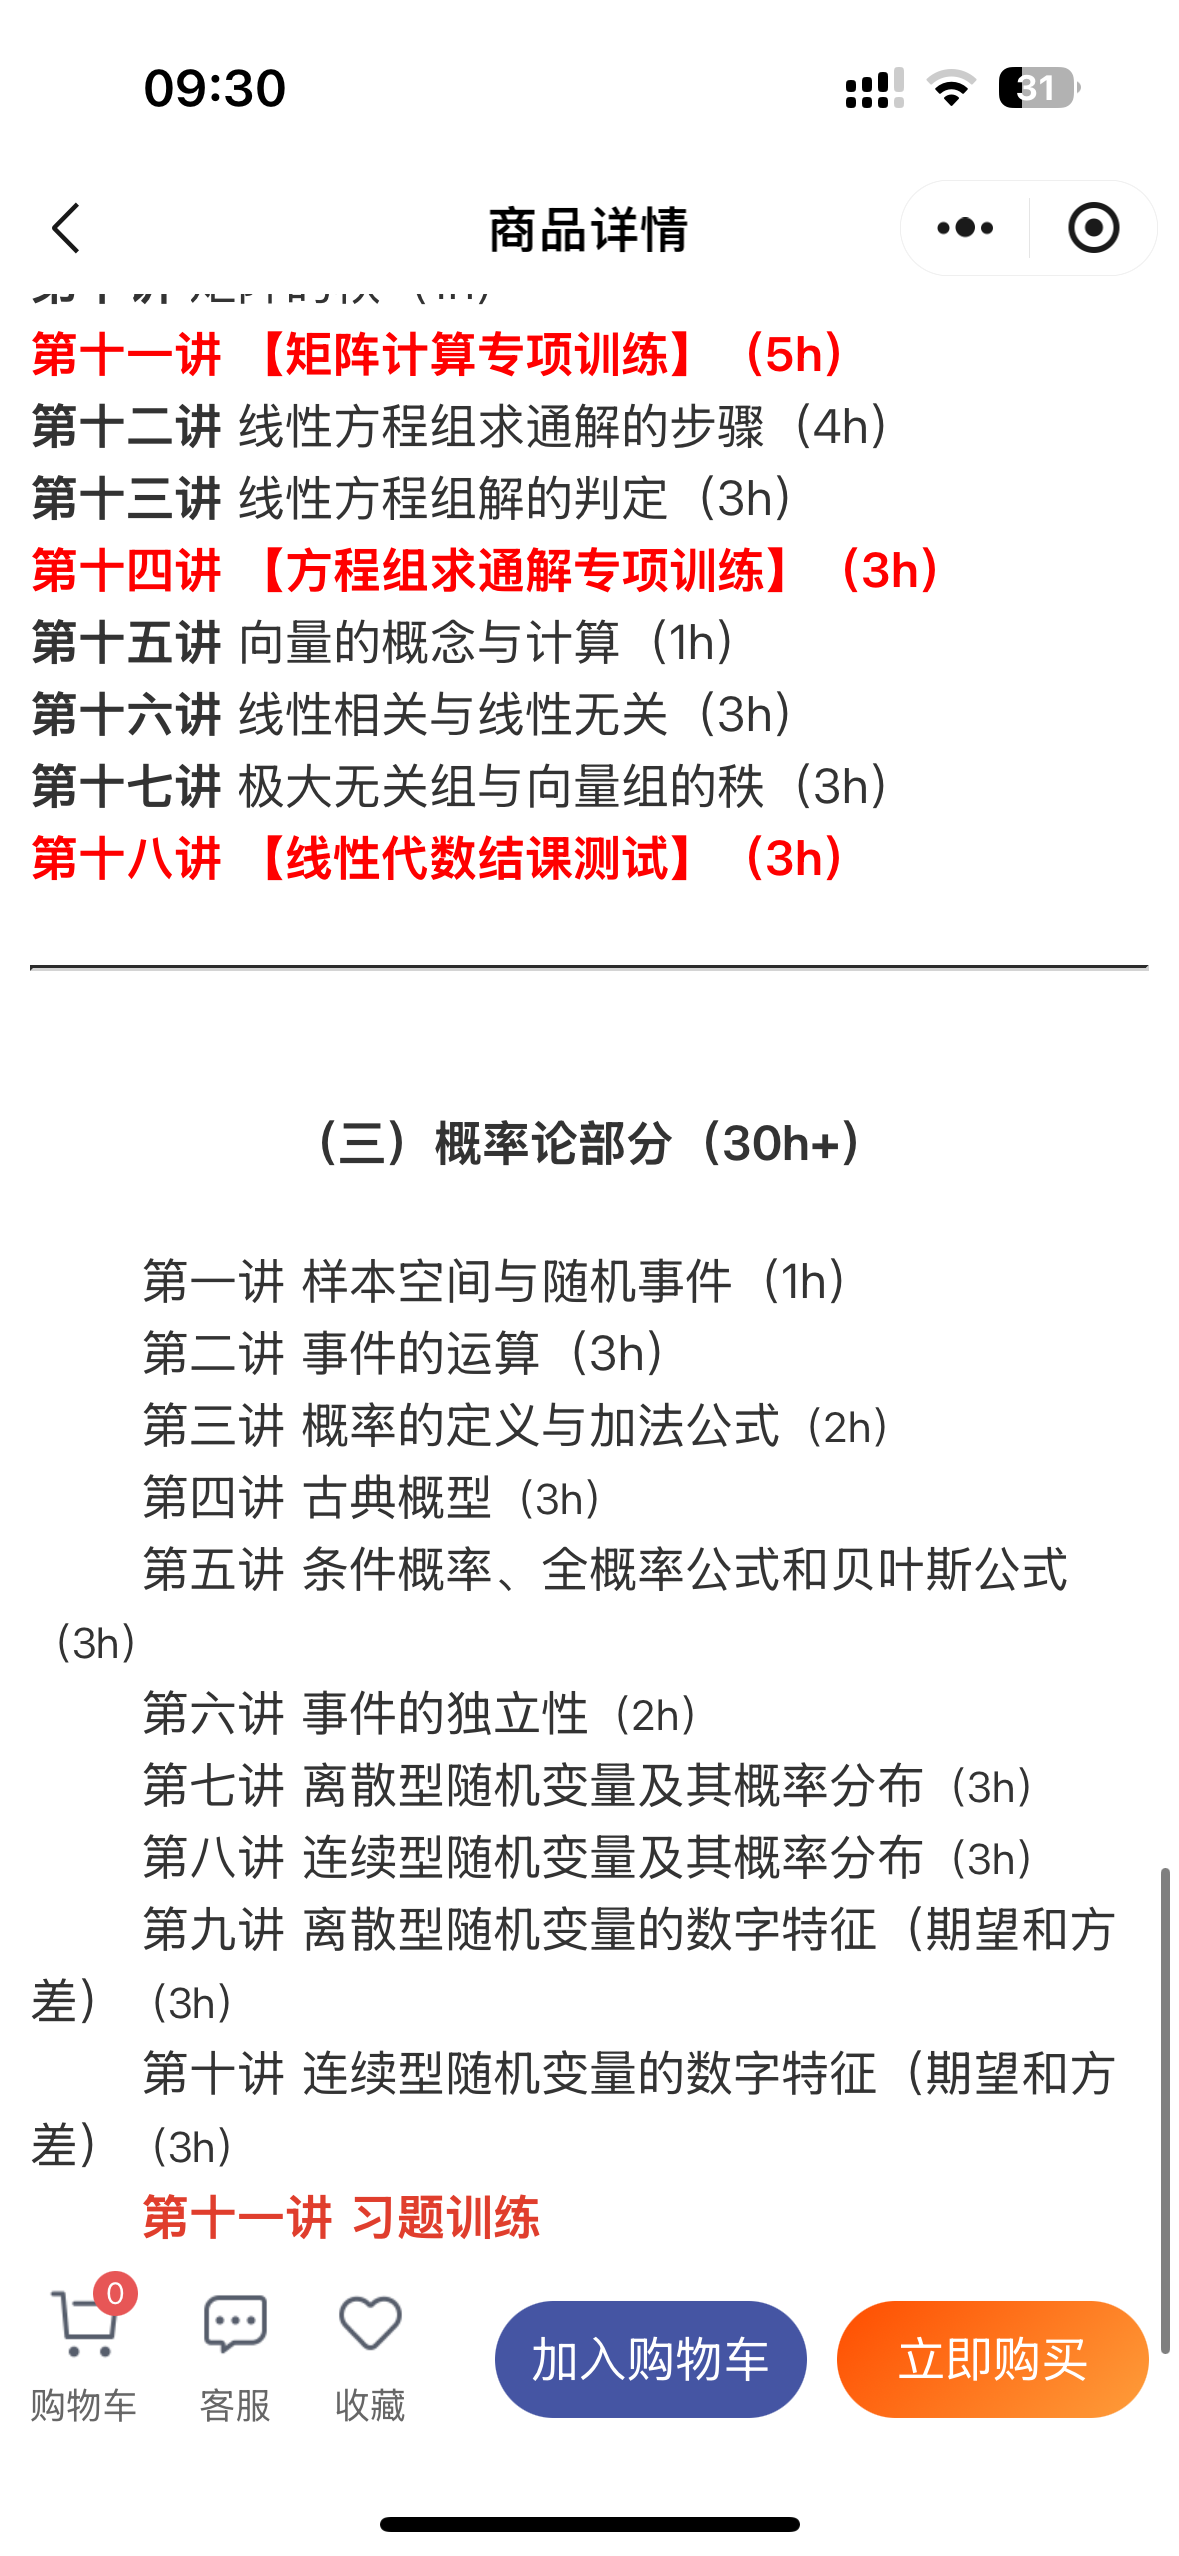 09:30
31
商品详情
第十一讲 【矩阵计算专项训练】（5h）
第十二讲 线性方程组求通解的步骤（4h）
第十三讲 线性方程组解的判定（3h）
第十四讲 【方程组求通解专项训练】（3h）
第十五讲 向量的概念与计算（1h）
第十六讲 线性相关与线性无关（3h）
第十七讲 极大无关组与向量组的秩（3h）
第十八讲 【线性代数结课测试】（3h）
（三）概率论部分（30h+）
第一讲 样本空间与随机事件（1h）
第二讲 事件的运算（3h）
第三讲 概率的定义与加法公式（2h）
第四讲 古典概型（3h）
第五讲 条件概率、全概率公式和贝叶斯公式
（3h）
第六讲 事件的独立性（2h）
第七讲 离散型随机变量及其概率分布（3h）
第八讲 连续型随机变量及其概率分布（3h）
第九讲 离散型随机变量的数字特征（期望和方
差）（3h）
第十讲 连续型随机变量的数字特征（期望和方
差）（3h）
第十一讲 习题训练
0
购物车
客服
收藏
加入购物车
立即购买